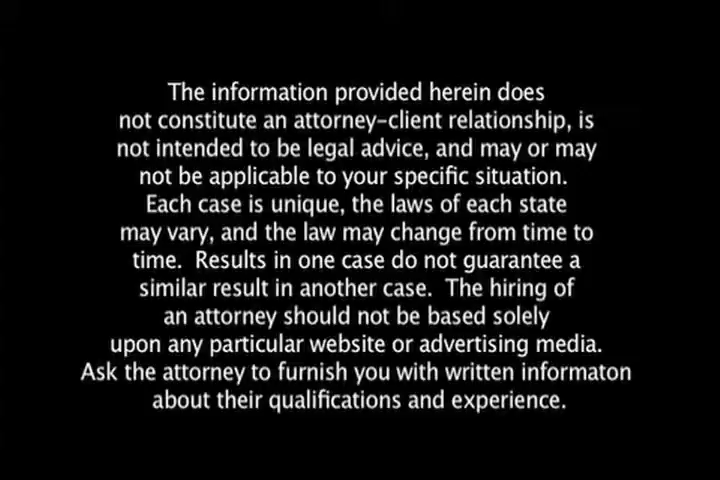 The information provided herein does
not constitute an attorney-client relationship, is
not intended to be legal advice, and may or may
not be applicable to your specific situation.
Each case is unique, the laws of each state
may vary, and the law may change from time to
time.  Results in one case do not guarantee a
similar result in another case.  The hiring of
an attorney should not be based solely
upon any particular website or advertising media.
Ask the attorney to furnish you with written informaton
about their qualifications and experience.